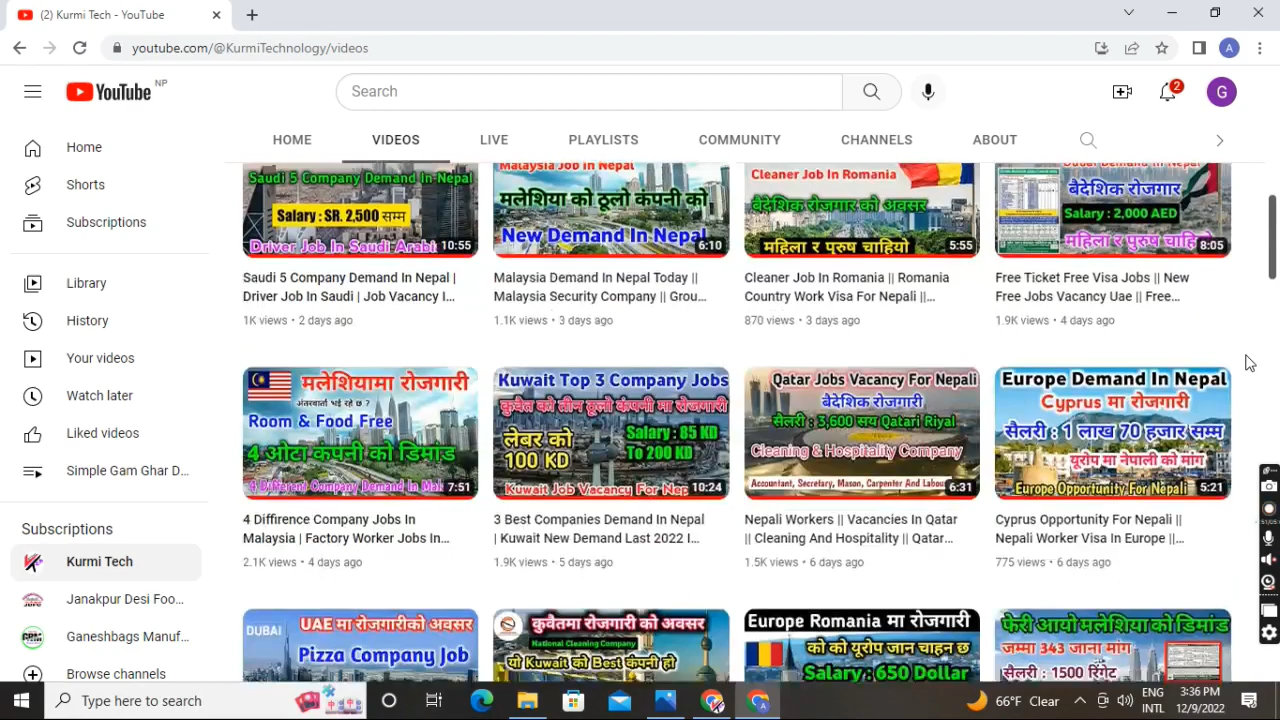 (2) Kurmi Tech - YouTube
youtube.com/@KurmiTechnology/videos
YouTube NP
Search
2
G
A
HOME VIDEOS LIVE PLAYLISTS COMMUNITY CHANNELS ABOUT
Home
Shorts
Subscriptions
Library
History
Your videos
Watch later
Liked videos
Simple Gam Ghar D...
Subscriptions
Kurmi Tech
Janakpur Desi Foo...
Ganeshbags Manuf...
Browse channels
Saudi 5 Company Demand In Nepal
Salary : SR. 2,500 सम्म
Driver Job In Saudi Arabi
10:55
Saudi 5 Company Demand In Nepal |
Driver Job In Saudi | Job Vacancy I...
1K views • 2 days ago
Malaysia Job in Nepal
मलेशिया को ठूलो कंपनी को
New Demand In Nepal
6:10
Malaysia Demand In Nepal Today ||
Malaysia Security Company || Grou...
1.1K views • 3 days ago
Cleaner Job In Romania
बैदेशिक रोजगार को अवसर
महिला र पुरुष चाहियो
5:55
Cleaner Job In Romania || Romania
Country Work Visa For Nepali ||...
870 views • 3 days ago
Dubai Demand In Nepal
बैदेशिक रोजगार
Salary : 2,000 AED
महिला र पुरुष चाहि
8:05
Free Ticket Free Visa Jobs || New
Free Jobs Vacancy Uae || Free...
1.9K views • 4 days ago
मलेशियामा रोजगारी
अंतरबार्ता भई रहे छ ?
Room & Food Free
4 ओटा कंपनी को डिमांड
4 Different Company Demand In Mal
7:51
4 Diffirence Company Jobs In
Malaysia | Factory Worker Jobs In...
2.1K views • 4 days ago
Kuwait Top 3 Company Jobs
कुवेत को तीन ठूलो कंपनी मा रोजगारी
लेबर को
100 KD
Salary : 85 KD
To 200 KD
Kuwait Job Vacancy For Nep
10:24
3 Best Companies Demand In Nepal
| Kuwait New Demand Last 2022 I...
1.9K views • 5 days ago
Qatar Jobs Vacancy For Nepali
बैदेशिक रोजगारी
सैलरी : 3,600 सय Qatari Riyal
Cleaning & Hospitality Company
Accountant, Secretary, Mason, Carpenter And Labou
6:31
Nepali Workers || Vacancies In Qatar
|| Cleaning And Hospitality || Qatar...
1.5K views • 6 days ago
Europe Demand In Nepal
Cyprus मा रोजगारी
सैलरी : 1 लाख 70 हजार सम्म
यूरोप मा नेपाली को मांग
Europe Opportunity For Nepali
5:21
Cyprus Opportunity For Nepali ||
Nepali Worker Visa In Europe ||...
775 views • 6 days ago
DUBAI
UAE मा रोजगारीको अवसर
Pizza Company Job
कुवेतमा रोजगारी को अवसर
National Cleaning Company
यो Kuwait को Best कंपनी हो
Europe Romania मा रोजगारी
को को यूरोप जान चाहन छ
Salary : 650 Dollar
फेरी आयो मलेशिया को डिमांड
जम्मा 343 जाना मांग
सैलरी : 1500 रिंगेट
Type here to search
66°F Clear
ENG
INTL
3:36 PM
12/9/2022